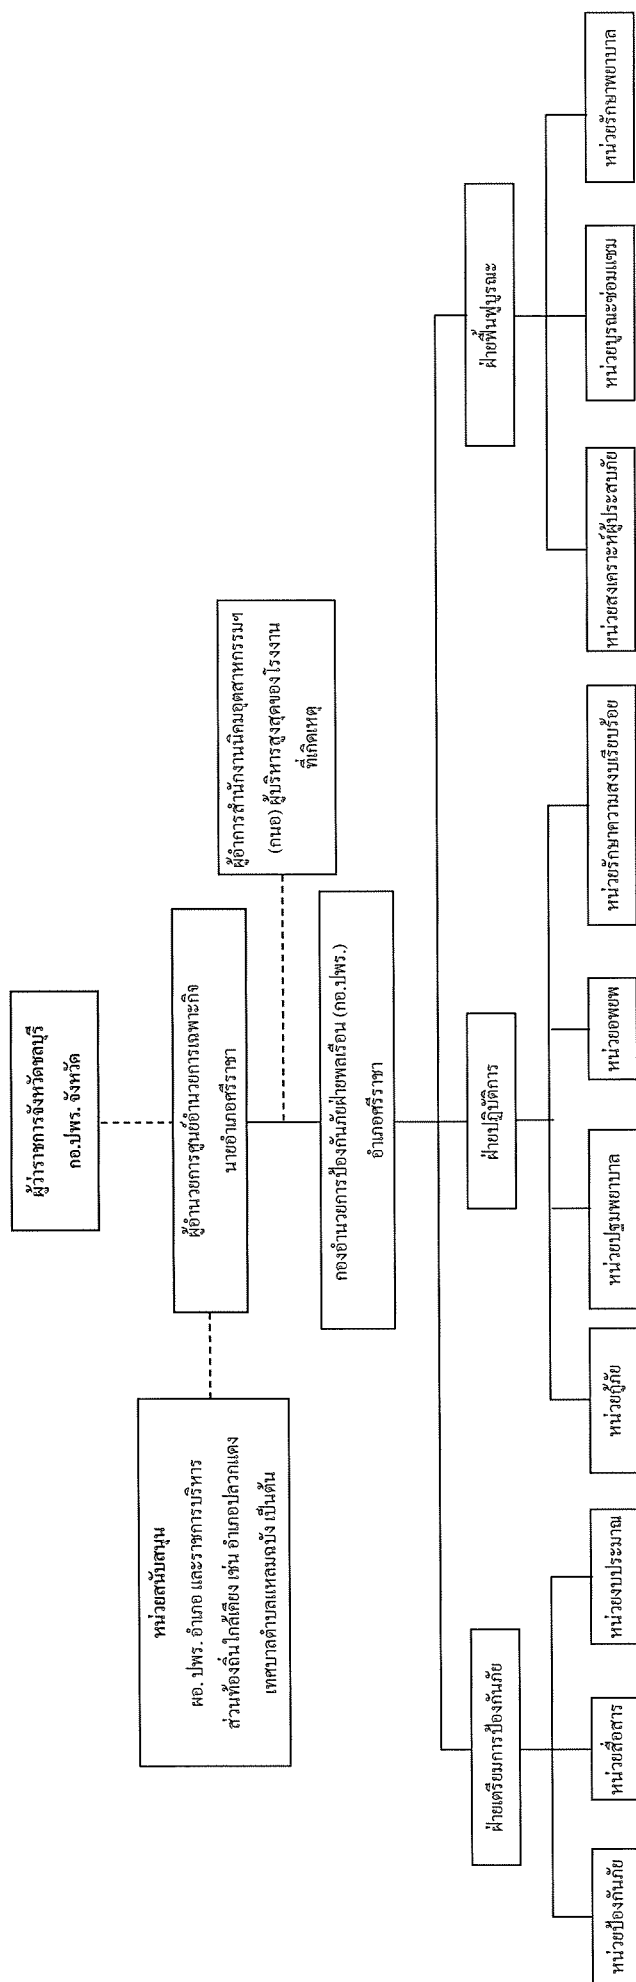 ผู้ว่าราชการจังหวัดชลบุรี
กอ.ปพร. จังหวัด
ผู้อำนวยการศูนย์อำนวยการเฉพาะกิจ
นายอำเภอศรีราชา
หน่วยสนับสนุน
ผอ. ปพร. อำเภอ และราชการบริหาร
ส่วนท้องถิ่นใกล้เคียง เช่น อำเภอปลวกแดง
เทศบาลตำบลแหลมฉบัง เป็นต้น
ผู้อำการสำนักงานนิคมอุตสาหกรรมฯ
(กนอ) ผู้บริหารสูงสุดของโรงงาน
ที่เกิดเหตุ
กองอำนวยการป้องกันภัยฝ่ายพลเรือน (กอ.ปพร.)
อำเภอศรีราชา
ฝ่ายเตรียมการป้องกันภัย
ฝ่ายปฏิบัติการ
ฝ่ายฟื้นฟูบูรณะ
หน่วยป้องกันภัย
หน่วยสื่อสาร
หน่วยงบประมาณ
หน่วยกู้ภัย
หน่วยปฐมพยาบาล
หน่วยอพยพ
หน่วยรักษาความสงบเรียบร้อย
หน่วยสงเคราะห์ผู้ประสบภัย
หน่วยบูรณะซ่อมแซม
หน่วยรักษาพยาบาล